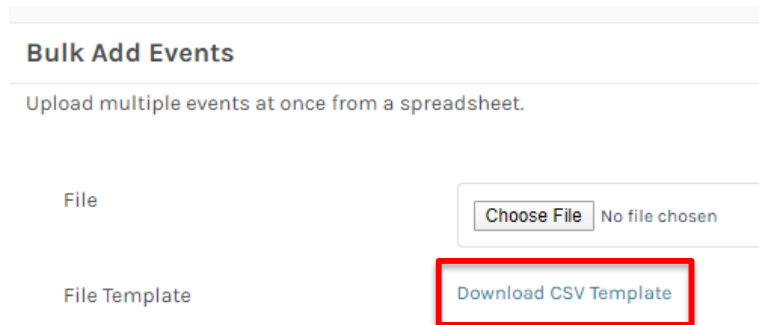 Bulk Add Events
Upload multiple events at once from a spreadsheet.
File
Choose File No file chosen
File Template
Download CSV Template